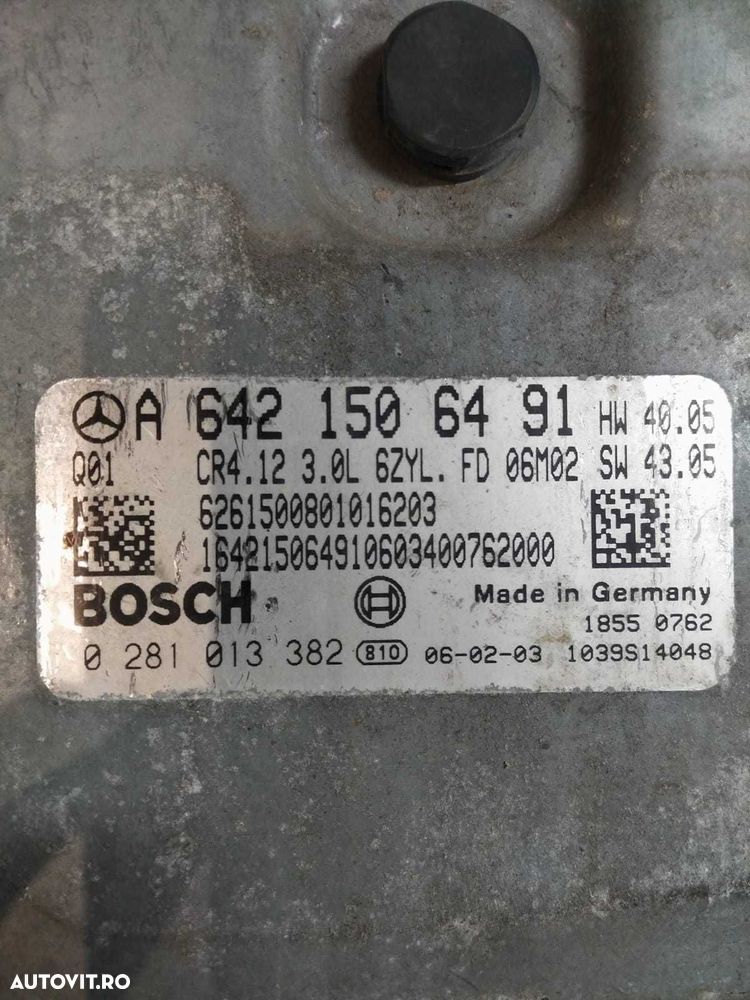 A 642 150 64 91 HW 40.05
Q01 CR4.12 3.0L 6ZYL. FD 06M02 SW 43.05
6261500801016203
164215064910603400762000
BOSCH Made in Germany
1855 0762
0 281 013 382 810 06-02-03 1039S14048
AUTOVIT.RO